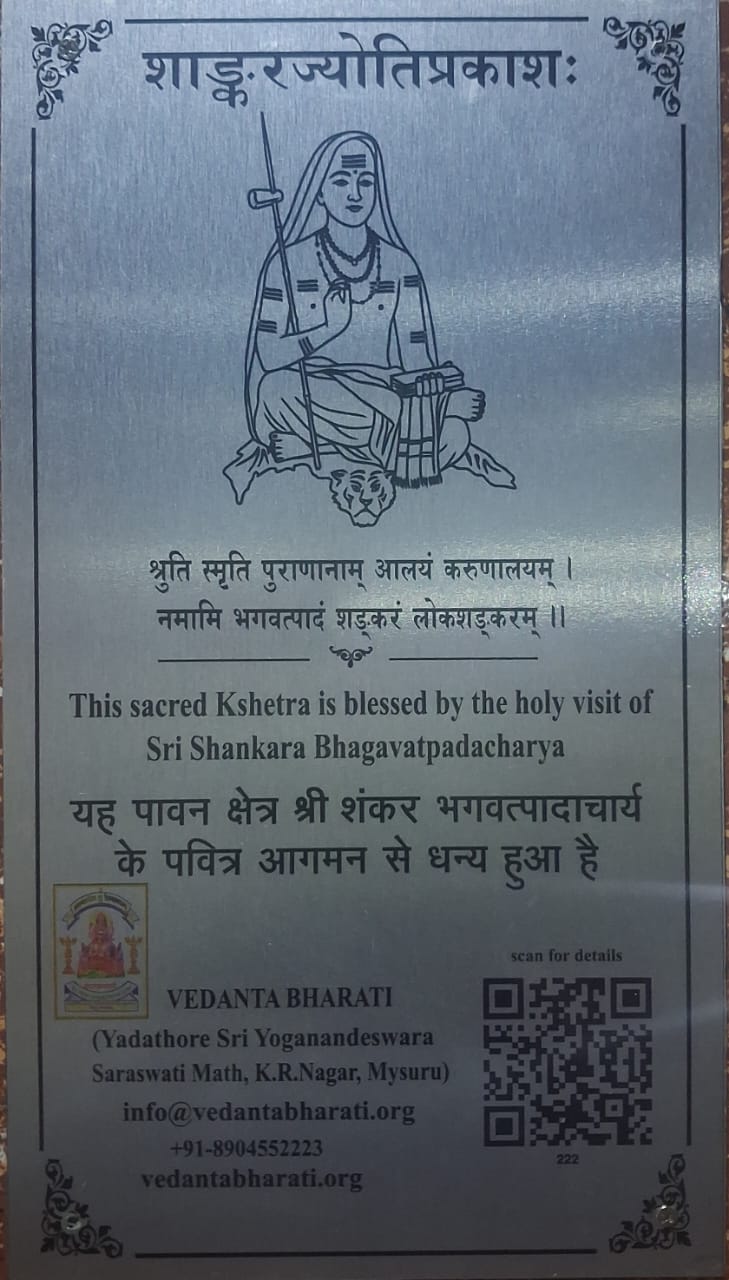 शाङ्करज्योतिप्रकाशः
श्रुति स्मृति पुराणानाम् आलयं करुणालयम् ।
नमामि भगवत्पादं शङ्करं लोकशङ्करम् ॥
This sacred Kshetra is blessed by the holy visit of
Sri Shankara Bhagavatpadacharya
यह पावन क्षेत्र श्री शंकर भगवत्पादाचार्य
के पवित्र आगमन से धन्य हुआ है
scan for details
VEDANTA BHARATI
(Yadathore Sri Yoganandeswara
Saraswati Math, K.R.Nagar, Mysuru)
info@vedantabharati.org
+91-8904552223
vedantabharati.org
222